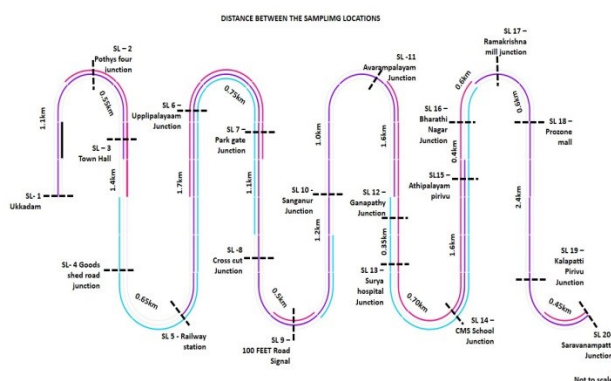 DISTANCE BETWEEN THE SAMPLIMG LOCATIONS
SL – 2
Pothys four
junction
0.55km
1.1km
SL – 3
Town Hall
1.4km
SL- 1
Ukkadam
SL- 4 Goods
shed road
junction
0.65km
SL 5 - Railway
station
SL 6 -
Upplipalayaam
Junction
1.7km
0.75km
SL 7 –
Park gate
Junction
1.1km
SL -8
Cross cut
Junction
0.5km
SL 9 –
100 FEET Road
Signal
SL 10 -
Sanganur
Junction
1.0km
1.2km
SL -11
Avarampalayam
Junction
1.6km
SL 12 –
Ganapathy
Junction
0.35km
SL 13 –
Surya
hospital
Junction
0.70km
SL 14 –
CMS School
Junction
1.6km
SL15 –
Athipalayam
pirivu
0.4km
SL 16 –
Bharathi
Nagar
Junction
0.6km
SL 17 –
Ramakrishna
mill junction
SL 18 –
Prozone
mall
2.4km
SL 19 –
Kalapatti
Pirivu
Junction
0.45km
SL 20
Saravanampatt
Junction
Not to scale